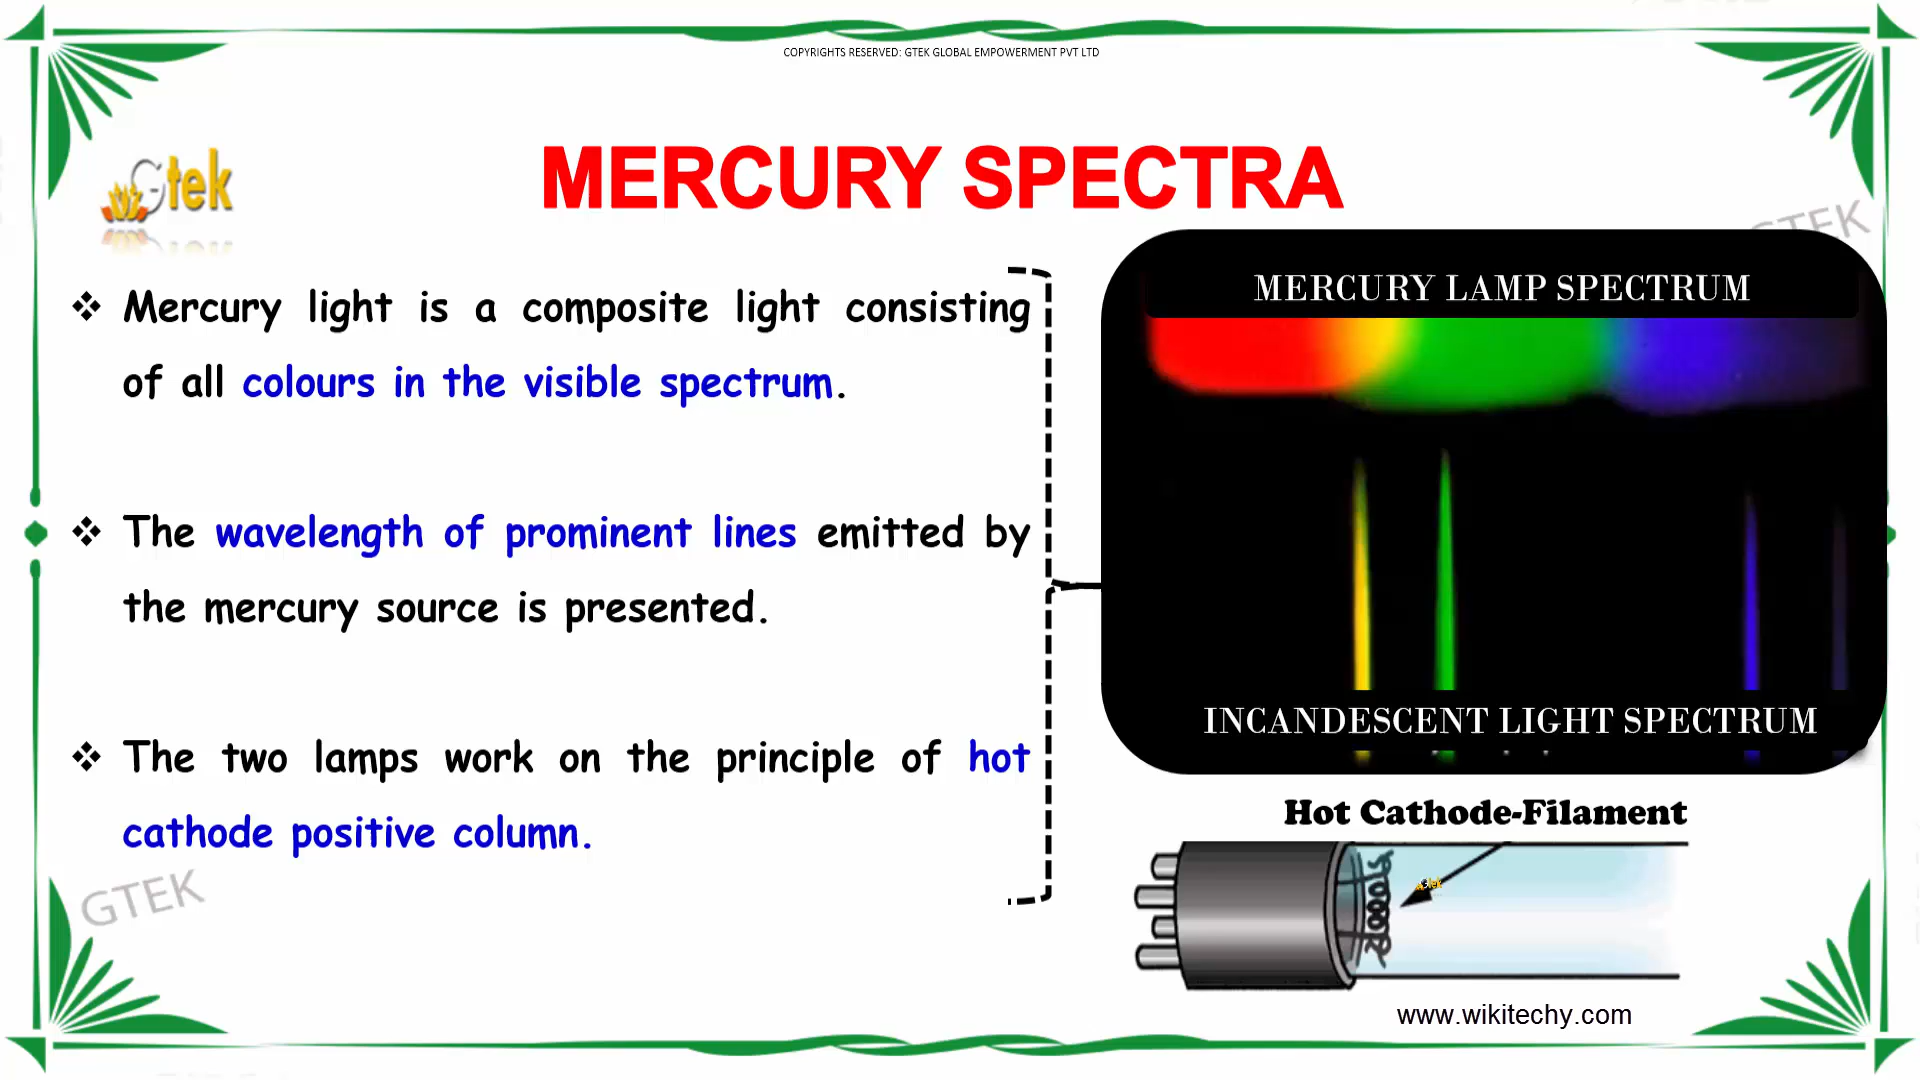 COPYRIGHTS RESERVED: GTEK GLOBAL EMPOWERMENT PVT LTD
Gtek
MERCURY SPECTRA
GTEK
Mercury light is a composite light consisting
of all colours in the visible spectrum.
The wavelength of prominent lines emitted by
the mercury source is presented.
The two lamps work on the principle of hot
cathode positive column.
GTEK
MERCURY LAMP SPECTRUM
INCANDESCENT LIGHT SPECTRUM
Hot Cathode-Filament
Gtek
www.wikitechy.com